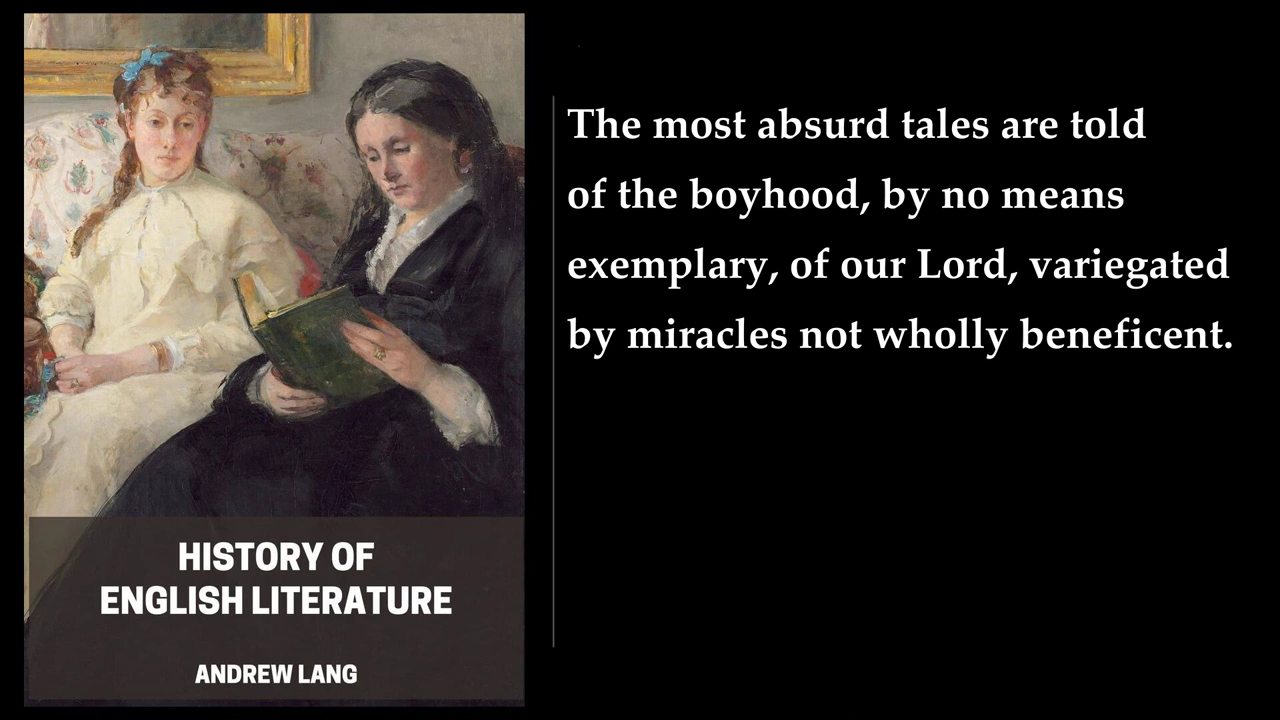 The most absurd tales are told
of the boyhood, by no means
exemplary, of our Lord, variegated
by miracles not wholly beneficent.
HISTORY OF
ENGLISH LITERATURE
ANDREW LANG